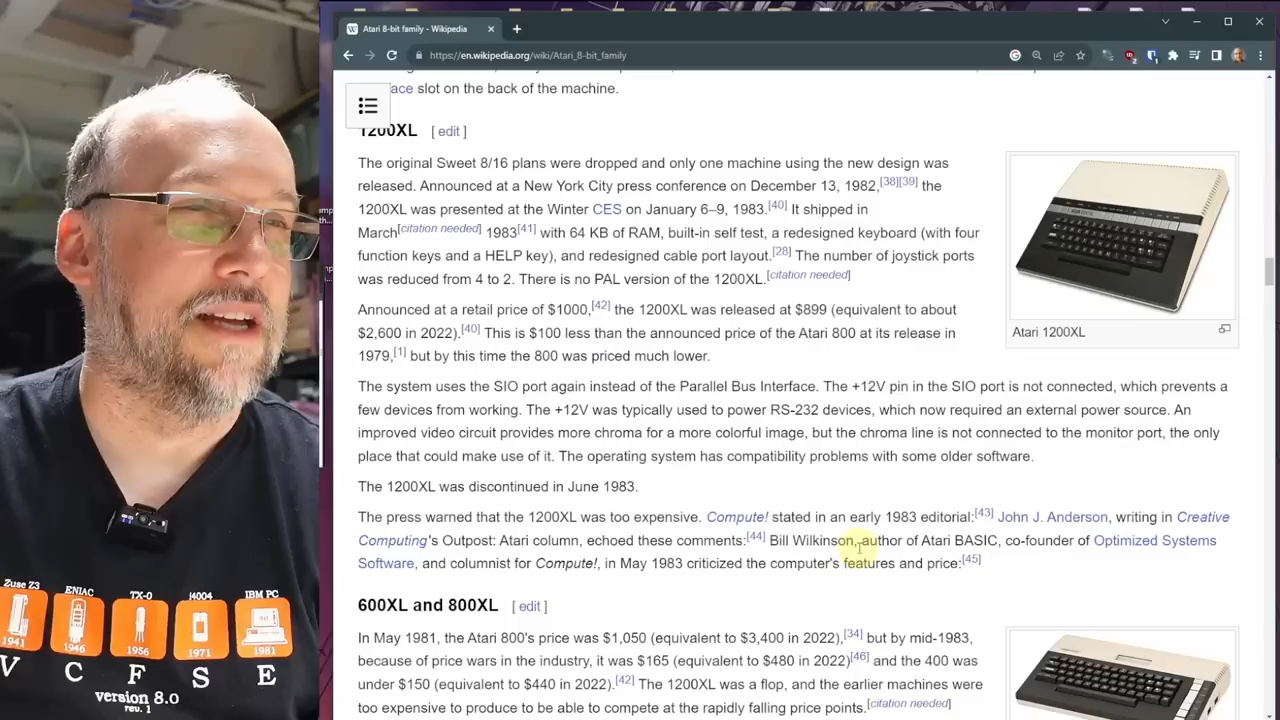 Atari 8-bit family - Wikipedia
https://en.wikipedia.org/wiki/Atari_8-bit_family
ace slot on the back of the machine.
1200XL [ edit ]
The original Sweet 8/16 plans were dropped and only one machine using the new design was
released. Announced at a New York City press conference on December 13, 1982,[38][39] the
1200XL was presented at the Winter CES on January 6–9, 1983.[40] It shipped in
March[citation needed] 1983[41] with 64 KB of RAM, built-in self test, a redesigned keyboard (with four
function keys and a HELP key), and redesigned cable port layout.[28] The number of joystick ports
was reduced from 4 to 2. There is no PAL version of the 1200XL.[citation needed]
Atari 1200XL
Announced at a retail price of $1000,[42] the 1200XL was released at $899 (equivalent to about
$2,600 in 2022).[40] This is $100 less than the announced price of the Atari 800 at its release in
1979,[1] but by this time the 800 was priced much lower.
The system uses the SIO port again instead of the Parallel Bus Interface. The +12V pin in the SIO port is not connected, which prevents a
few devices from working. The +12V was typically used to power RS-232 devices, which now required an external power source. An
improved video circuit provides more chroma for a more colorful image, but the chroma line is not connected to the monitor port, the only
place that could make use of it. The operating system has compatibility problems with some older software.
The 1200XL was discontinued in June 1983.
The press warned that the 1200XL was too expensive. Compute! stated in an early 1983 editorial:[43] John J. Anderson, writing in Creative
Computing's Outpost: Atari column, echoed these comments:[44] Bill Wilkinson, author of Atari BASIC, co-founder of Optimized Systems
Software, and columnist for Compute!, in May 1983 criticized the computer's features and price:[45]
600XL and 800XL [ edit ]
In May 1981, the Atari 800's price was $1,050 (equivalent to $3,400 in 2022),[34] but by mid-1983,
because of price wars in the industry, it was $165 (equivalent to $480 in 2022)[46] and the 400 was
under $150 (equivalent to $440 in 2022).[42] The 1200XL was a flop, and the earlier machines were
too expensive to produce to be able to compete at the rapidly falling price points.[citation needed]
Zuse Z3 ENIAC TX-0 i4004 IBM PC
1941 1946 1956 1971 1981
V C F S E
version 8.0
rev. 1